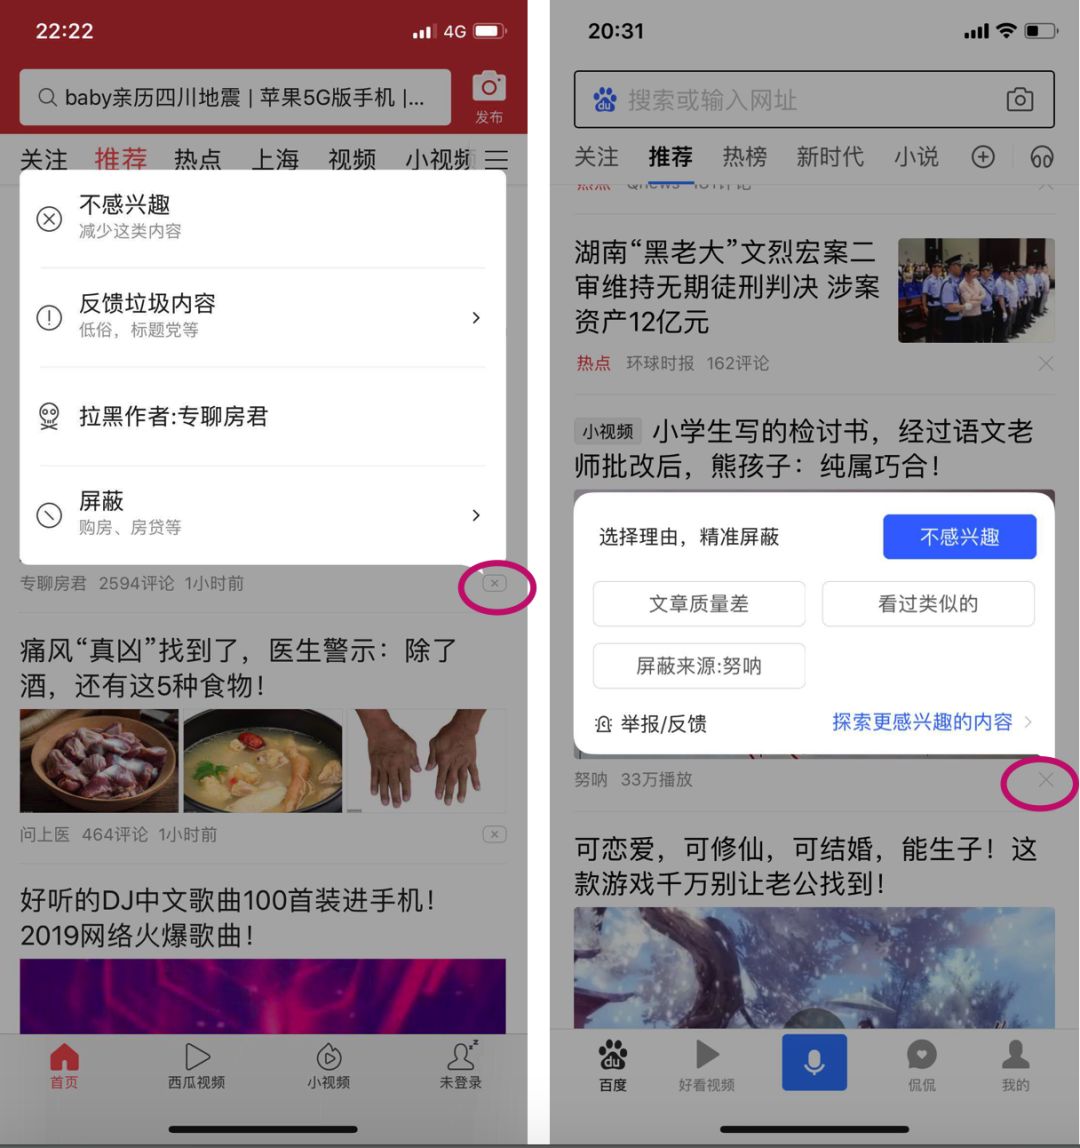 22:22
4G
baby亲历四川地震 | 苹果5G版手机 |...
发布
关注 推荐 热点 上海 视频 小视频
不感兴趣
减少这类内容
反馈垃圾内容
低俗，标题党等
拉黑作者:专聊房君
屏蔽
购房、房贷等
专聊房君 2594评论 1小时前
痛风“真凶”找到了，医生警示：除了
酒，还有这5种食物！
问上医 464评论 1小时前
好听的DJ中文歌曲100首装进手机！
2019网络火爆歌曲！
首页 西瓜视频 小视频 未登录
20:31
du 搜索或输入网址
关注 推荐 热榜 新时代 小说
热点 Qnews 181评论
湖南“黑老大”文烈宏案二
审维持无期徒刑判决 涉案
资产12亿元
热点 环球时报 162评论
小视频 小学生写的检讨书，经过语文老
师批改后，熊孩子：纯属巧合！
选择理由，精准屏蔽 不感兴趣
文章质量差 看过类似的
屏蔽来源:努呐
举报/反馈 探索更感兴趣的内容
努呐 33万播放
可恋爱，可修仙，可结婚，能生子！这
款游戏千万别让老公找到！
du
百度 好看视频 侃侃 我的